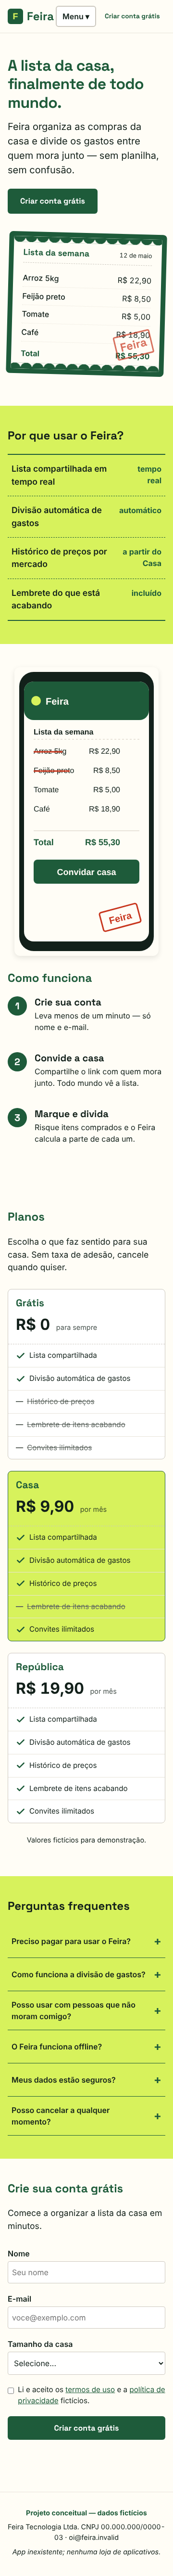 F Feira Menu ▾ Criar conta grátis
A lista da casa,
finalmente de todo
mundo.
Feira organiza as compras da
casa e divide os gastos entre
quem mora junto — sem planilha,
sem confusão.
Criar conta grátis
Lista da semana 12 de maio
Arroz 5kg R$ 22,90
Feijão preto R$ 8,50
Tomate R$ 5,00
Café R$ 18,90
Feira
Total R$ 55,30
Por que usar o Feira?
Lista compartilhada em tempo
tempo real real
Divisão automática de automático
gastos
Histórico de preços por a partir do
mercado Casa
Lembrete do que está incluído
acabando
Feira
Lista da semana
Arroz 5kg R$ 22,90
Feijão preto R$ 8,50
Tomate R$ 5,00
Café R$ 18,90
Total R$ 55,30
Convidar casa
Feira
Como funciona
1 Crie sua conta
Leva menos de um minuto — só
nome e e-mail.
2 Convide a casa
Compartilhe o link com quem mora
junto. Todo mundo vê a lista.
3 Marque e divida
Risque itens comprados e o Feira
calcula a parte de cada um.
Planos
Escolha o que faz sentido para sua
casa. Sem taxa de adesão, cancele
quando quiser.
Grátis
R$ 0 para sempre
✓ Lista compartilhada
✓ Divisão automática de gastos
— Histórico de preços
— Lembrete de itens acabando
— Convites ilimitados
Casa
R$ 9,90 por mês
✓ Lista compartilhada
✓ Divisão automática de gastos
✓ Histórico de preços
— Lembrete de itens acabando
✓ Convites ilimitados
República
R$ 19,90 por mês
✓ Lista compartilhada
✓ Divisão automática de gastos
✓ Histórico de preços
✓ Lembrete de itens acabando
✓ Convites ilimitados
Valores fictícios para demonstração.
Perguntas frequentes
Preciso pagar para usar o Feira? +
Como funciona a divisão de gastos? +
Posso usar com pessoas que não +
moram comigo?
O Feira funciona offline? +
Meus dados estão seguros? +
Posso cancelar a qualquer +
momento?
Crie sua conta grátis
Comece a organizar a lista da casa em
minutos.
Nome
Seu nome
E-mail
voce@exemplo.com
Tamanho da casa
Selecione...
Li e aceito os termos de uso e a política de
privacidade fictícios.
Criar conta grátis
Projeto conceitual — dados fictícios
Feira Tecnologia Ltda. CNPJ 00.000.000/0000-
03 · oi@feira.invalid
App inexistente; nenhuma loja de aplicativos.